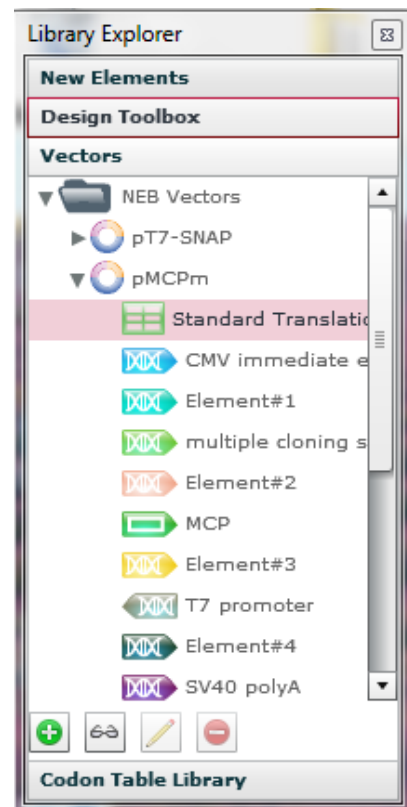 Library Explorer
New Elements
Design Toolbox
Vectors
NEB Vectors
pT7-SNAP
pMCPm
Standard Translatio
CMV immediate e
Element#1
multiple cloning s
Element#2
MCP
Element#3
T7 promoter
Element#4
SV40 polyA
Codon Table Library